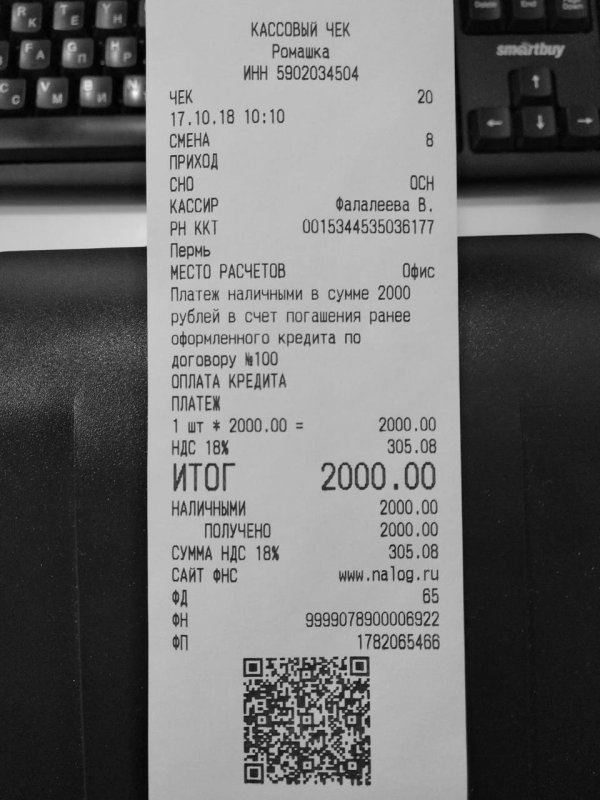 КАССОВЫЙ ЧЕК
Ромашка
ИНН 5902034504
ЧЕК 20
17.10.18 10:10
СМЕНА 8
ПРИХОД
СНО ОСН
КАССИР Фалалеева В.
РН ККТ 0015344535036177
Пермь
МЕСТО РАСЧЕТОВ Офис
Платеж наличными в сумме 2000
рублей в счет погашения ранее
оформленного кредита по
договору №100
ОПЛАТА КРЕДИТА
ПЛАТЕЖ
1 шт * 2000.00 = 2000.00
НДС 18% 305.08
ИТОГ 2000.00
НАЛИЧНЫМИ 2000.00
ПОЛУЧЕНО 2000.00
СУММА НДС 18% 305.08
САЙТ ФНС www.nalog.ru
ФД 65
ФН 9999078900006922
ФП 1782065466
smartbuy
Delete End
R К T Е Y Н
F А G П H Р
С V М B И N